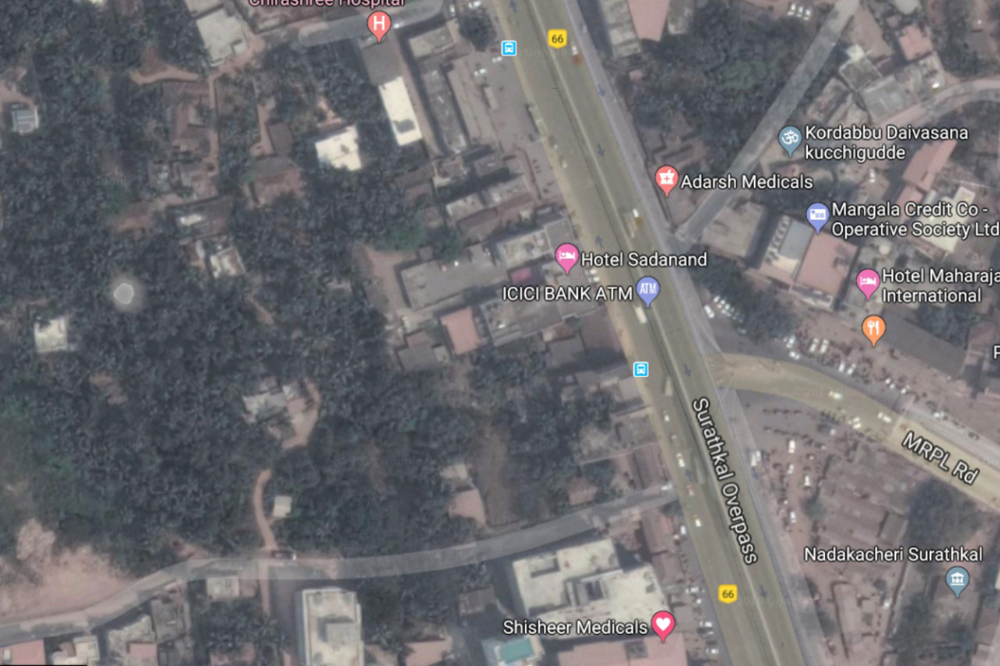 Chirashree Hospital
H
66
Kordabbu Daivasana
kucchigudde
Adarsh Medicals
Mangala Credit Co -
Operative Society Ltd
Hotel Sadanand
Hotel Maharaja
International
ICICI BANK ATM
ATM
Surathkal Overpass
MRPL Rd
Nadakacheri Surathkal
66
Shisheer Medicals